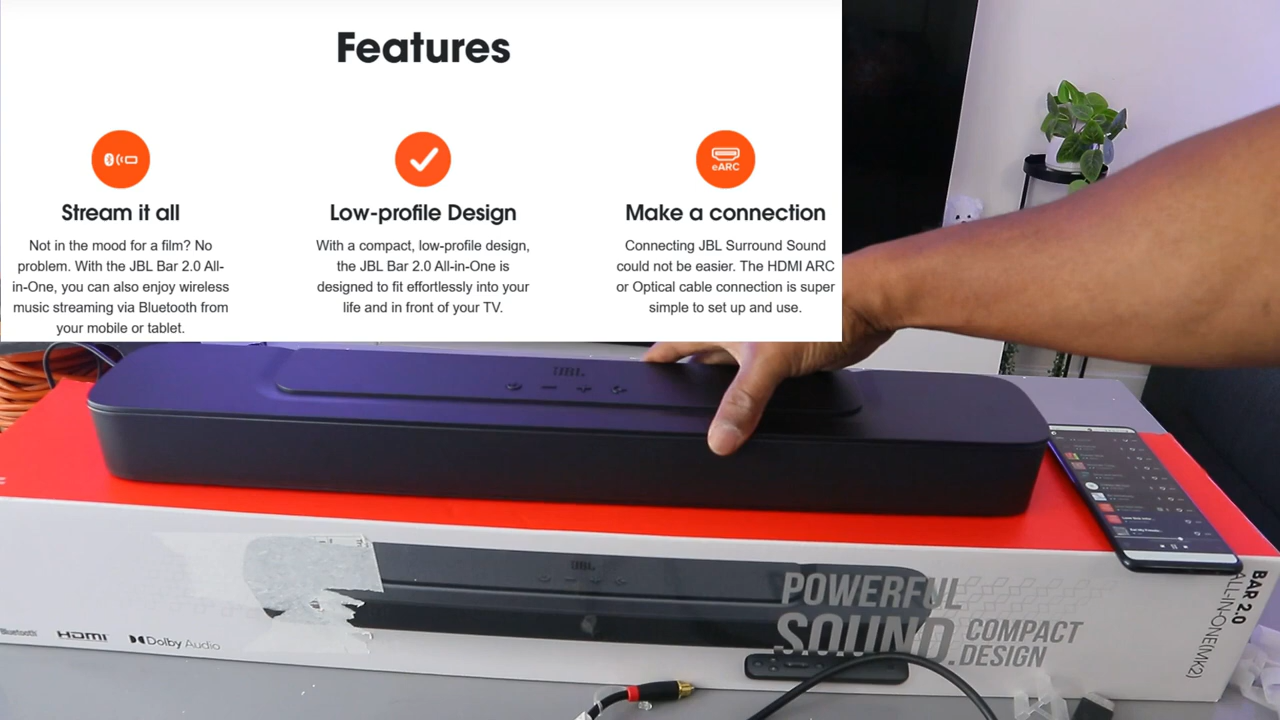 Features
eARC
Stream it all
Not in the mood for a film? No
problem. With the JBL Bar 2.0 All-
in-One, you can also enjoy wireless
music streaming via Bluetooth from
your mobile or tablet.
Low-profile Design
With a compact, low-profile design,
the JBL Bar 2.0 All-in-One is
designed to fit effortlessly into your
life and in front of your TV.
Make a connection
Connecting JBL Surround Sound
could not be easier. The HDMI ARC
or Optical cable connection is super
simple to set up and use.
JBL
JBL
POWERFUL
SOUND.
COMPACT
DESIGN
BAR 2.0
ALL-IN-ONE(MK2)
Bluetooth
HDMI
Dolby Audio